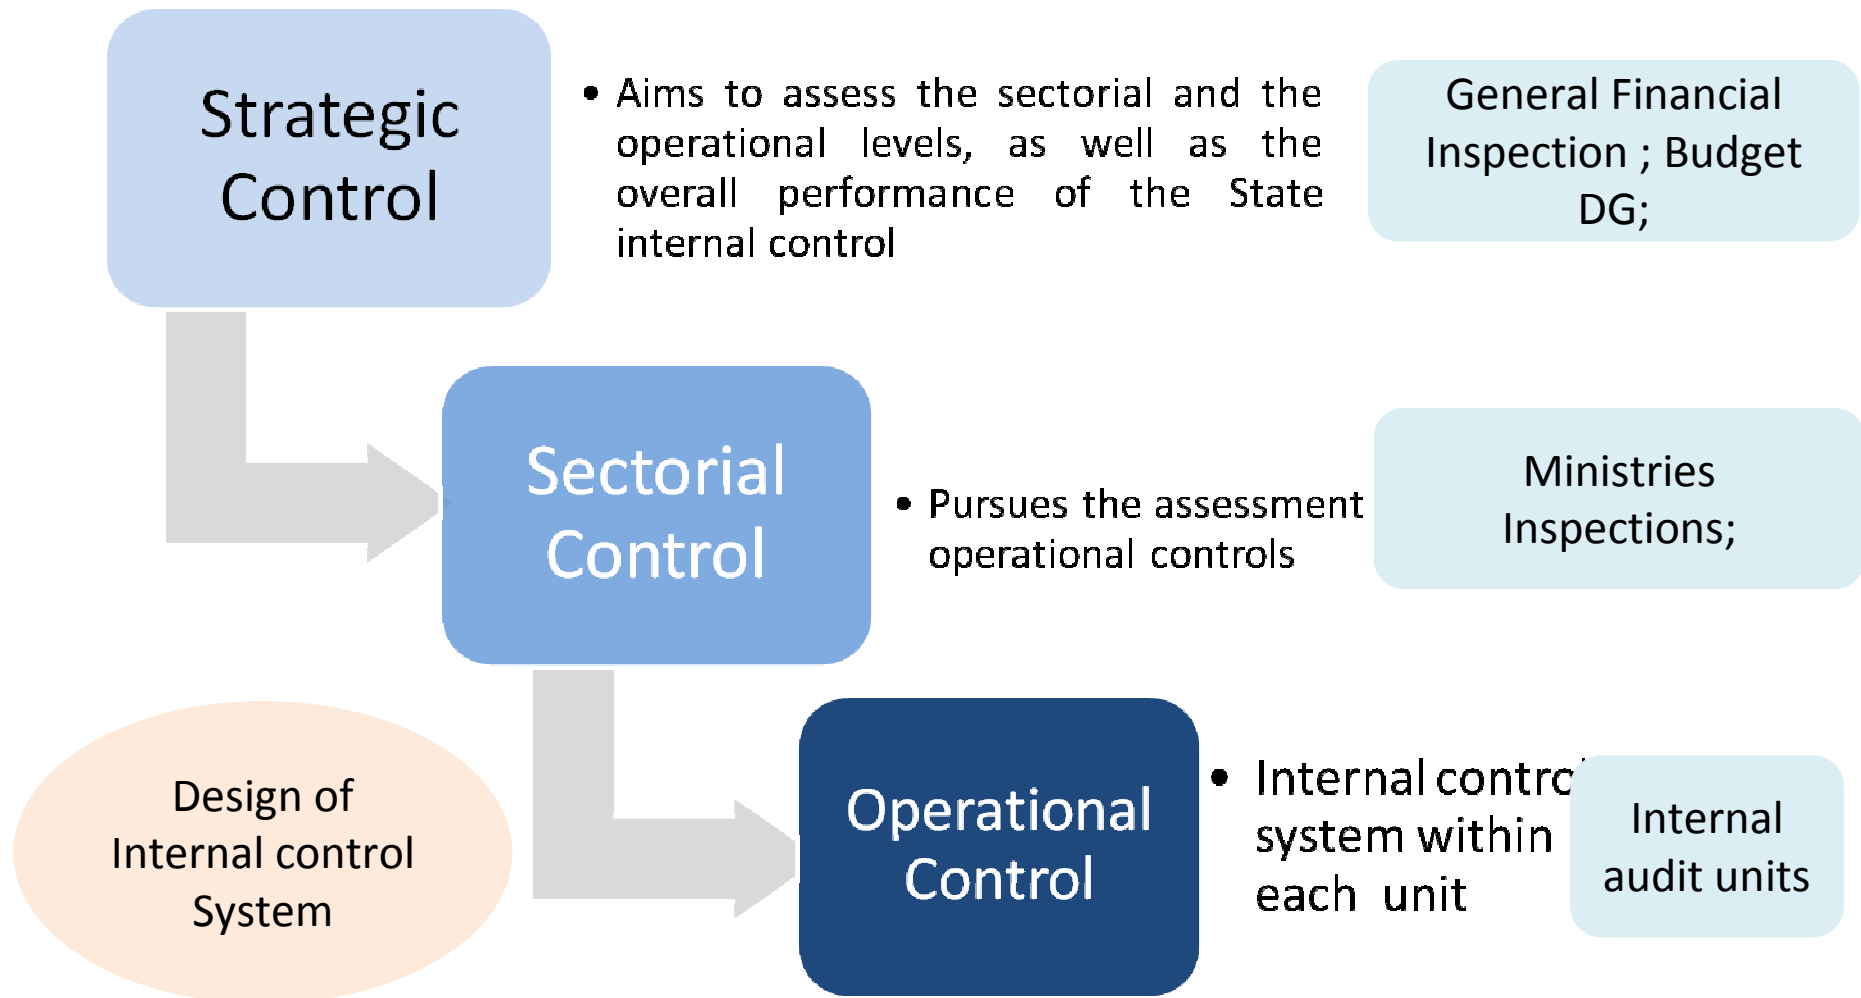 Strategic
Control
• Aims to assess the sectorial and the
operational levels, as well as the
overall performance of the State
internal control
General Financial
Inspection ; Budget
DG;
Sectorial
Control
• Pursues the assessment
operational controls
Ministries
Inspections;
Design of
Internal control
System
Operational
Control
• Internal control
system within
each unit
Internal
audit units